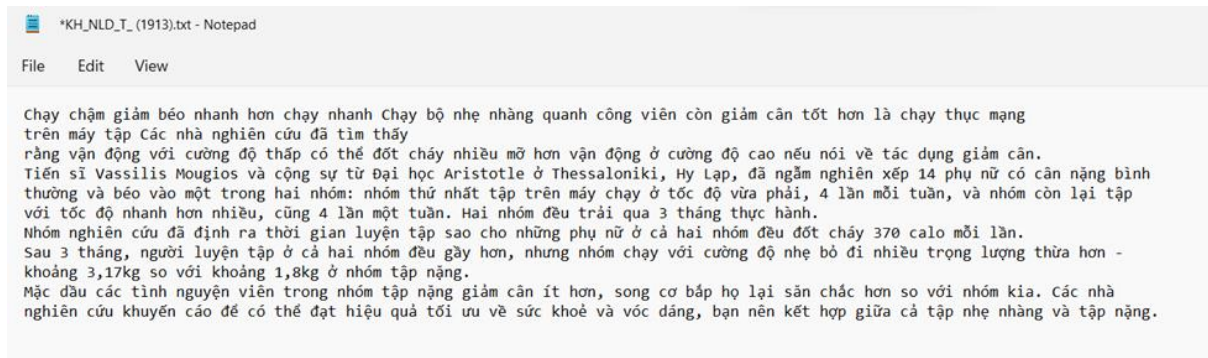 *KH_NLD_T_ (1913).txt - Notepad
File Edit View
Chạy chậm giảm béo nhanh hơn chạy nhanh Chạy bộ nhẹ nhàng quanh công viên còn giảm cân tốt hơn là chạy thục mạng
trên máy tập Các nhà nghiên cứu đã tìm thấy
rằng vận động với cường độ thấp có thể đốt cháy nhiều mỡ hơn vận động ở cường độ cao nếu nói về tác dụng giảm cân.
Tiến sĩ Vassilis Mougios và cộng sự từ Đại học Aristotle ở Thessaloniki, Hy Lạp, đã ngẫm nghiên xếp 14 phụ nữ có cân nặng bình
thường và béo vào một trong hai nhóm: nhóm thứ nhất tập trên máy chạy ở tốc độ vừa phải, 4 lần mỗi tuần, và nhóm còn lại tập
với tốc độ nhanh hơn nhiều, cũng 4 lần một tuần. Hai nhóm đều trải qua 3 tháng thực hành.
Nhóm nghiên cứu đã định ra thời gian luyện tập sao cho những phụ nữ ở cả hai nhóm đều đốt cháy 370 calo mỗi lần.
Sau 3 tháng, người luyện tập ở cả hai nhóm đều gầy hơn, nhưng nhóm chạy với cường độ nhẹ bỏ đi nhiều trọng lượng thừa hơn -
khoảng 3,17kg so với khoảng 1,8kg ở nhóm tập nặng.
Mặc dầu các tình nguyện viên trong nhóm tập nặng giảm cân ít hơn, song cơ bắp họ lại săn chắc hơn so với nhóm kia. Các nhà
nghiên cứu khuyến cáo để có thể đạt hiệu quả tối ưu về sức khoẻ và vóc dáng, bạn nên kết hợp giữa cả tập nhẹ nhàng và tập nặng.